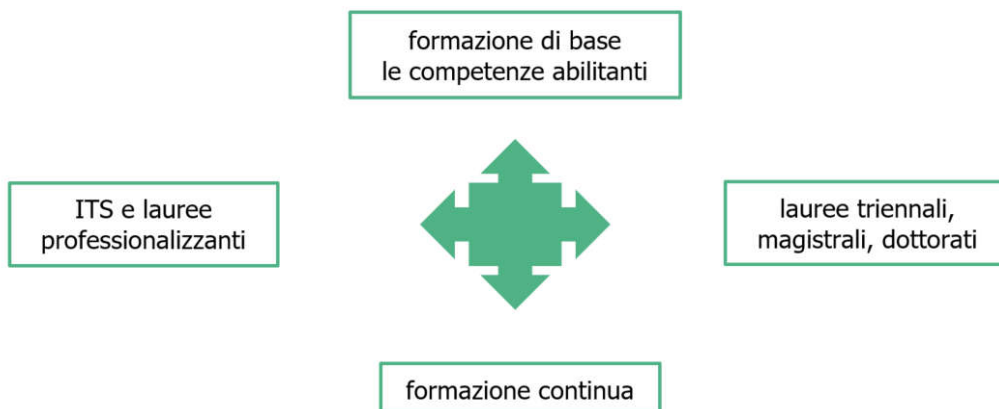 formazione di base
le competenze abilitanti
ITS e lauree
professionalizzanti
lauree triennali,
magistrali, dottorati
formazione continua